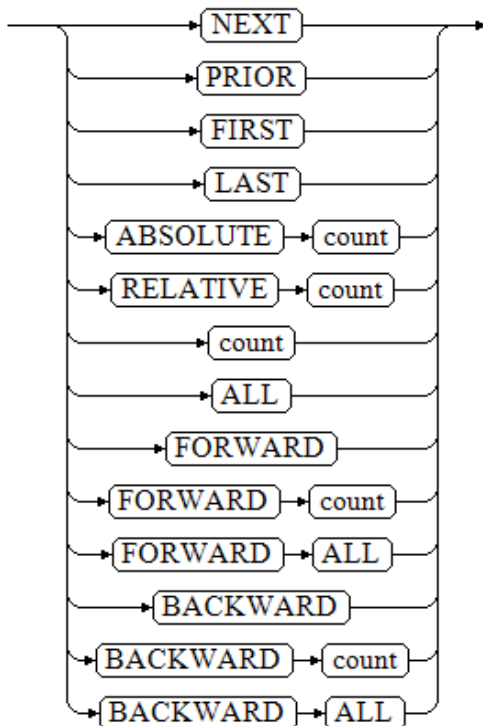 NEXT
PRIOR
FIRST
LAST
ABSOLUTE count
RELATIVE count
count
ALL
FORWARD
FORWARD count
FORWARD ALL
BACKWARD
BACKWARD count
BACKWARD ALL